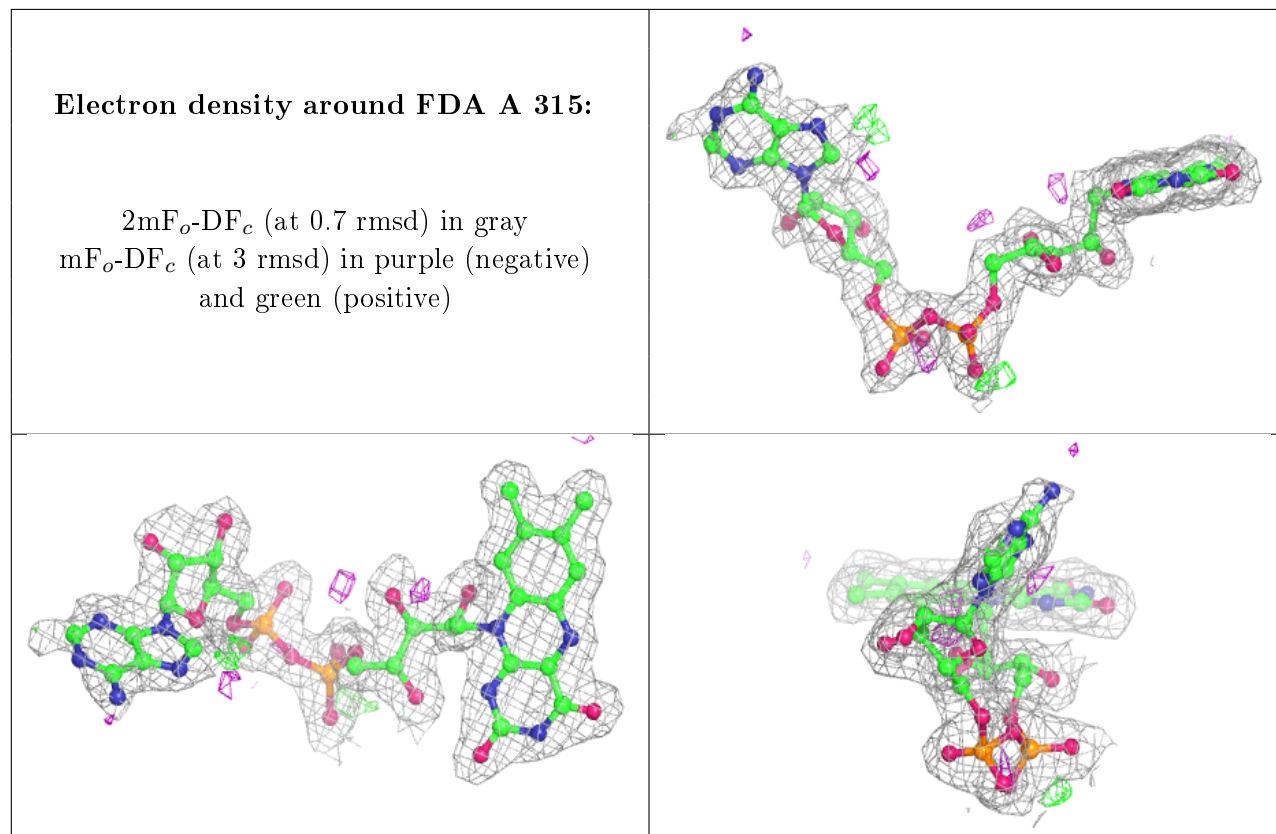 Electron density around FDA A 315:
2mFₒ-DF𝒸 (at 0.7 rmsd) in gray
mFₒ-DF𝒸 (at 3 rmsd) in purple (negative)
and green (positive)